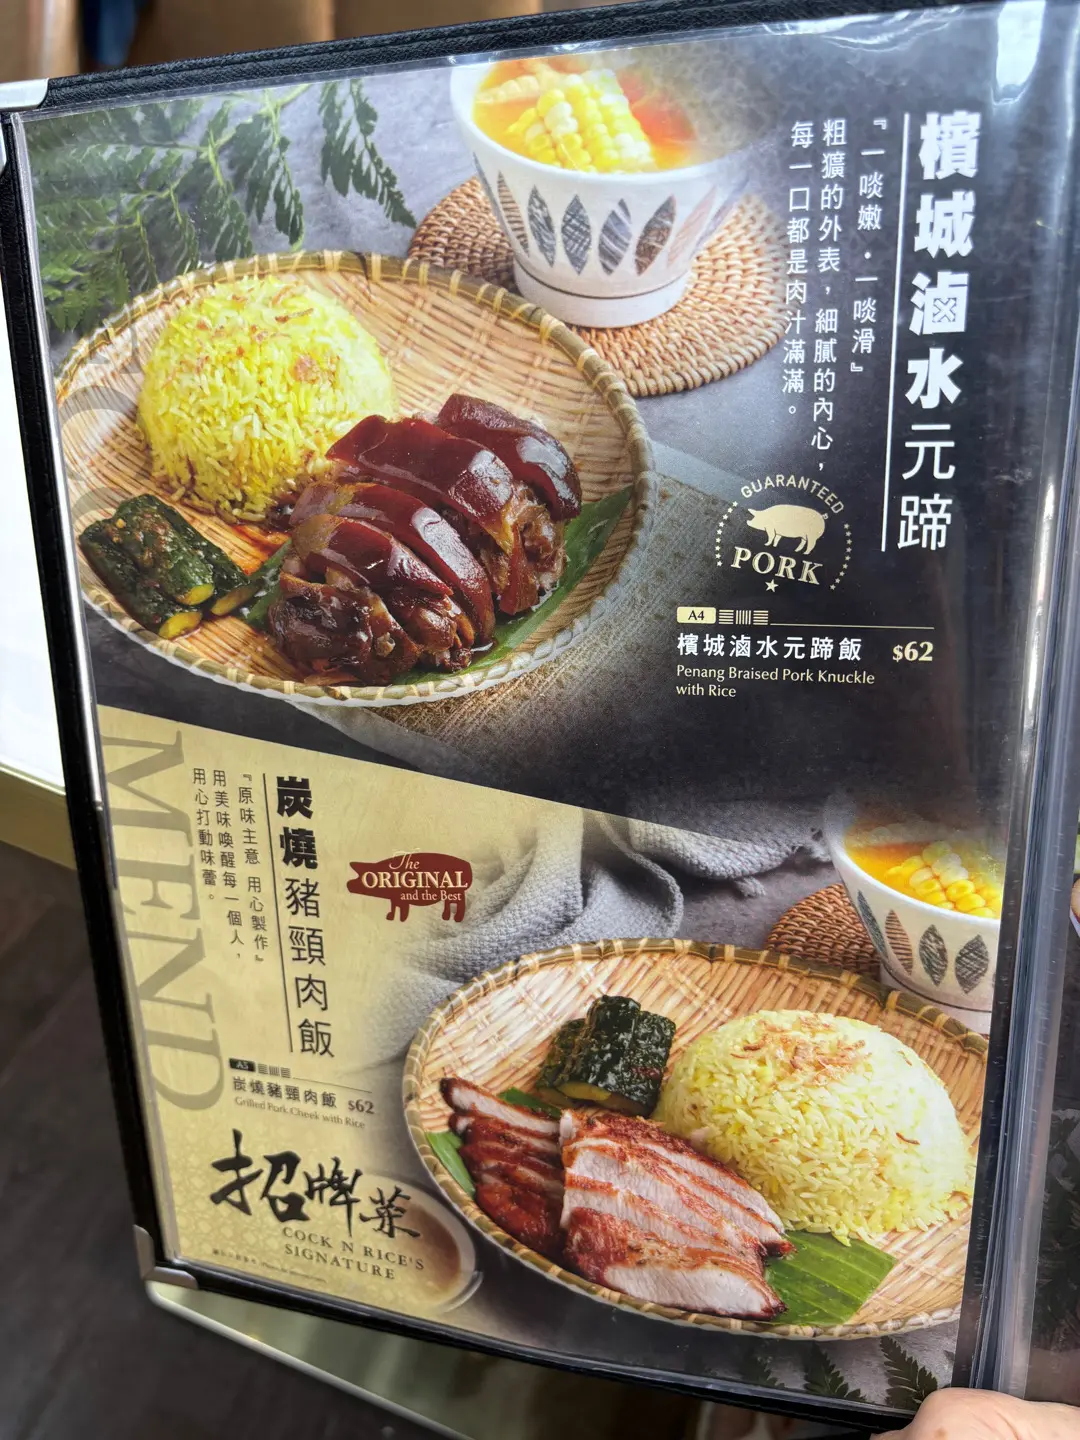 檳城滷水元蹄
『一啖嫩・一啖滑』
粗獷的外表，細膩的內心，
每一口都是肉汁滿滿。
GUARANTEED
PORK
A4
檳城滷水元蹄飯 $62
Penang Braised Pork Knuckle
with Rice
MEND
炭燒豬頸肉飯
『原味主意 用心製作』
用美味喚醒每一個人，
用心打動味蕾。
The
ORIGINAL
and the Best
A5
炭燒豬頸肉飯 $62
Grilled Pork Cheek with Rice
招牌菜
COCK N RICE'S
SIGNATURE